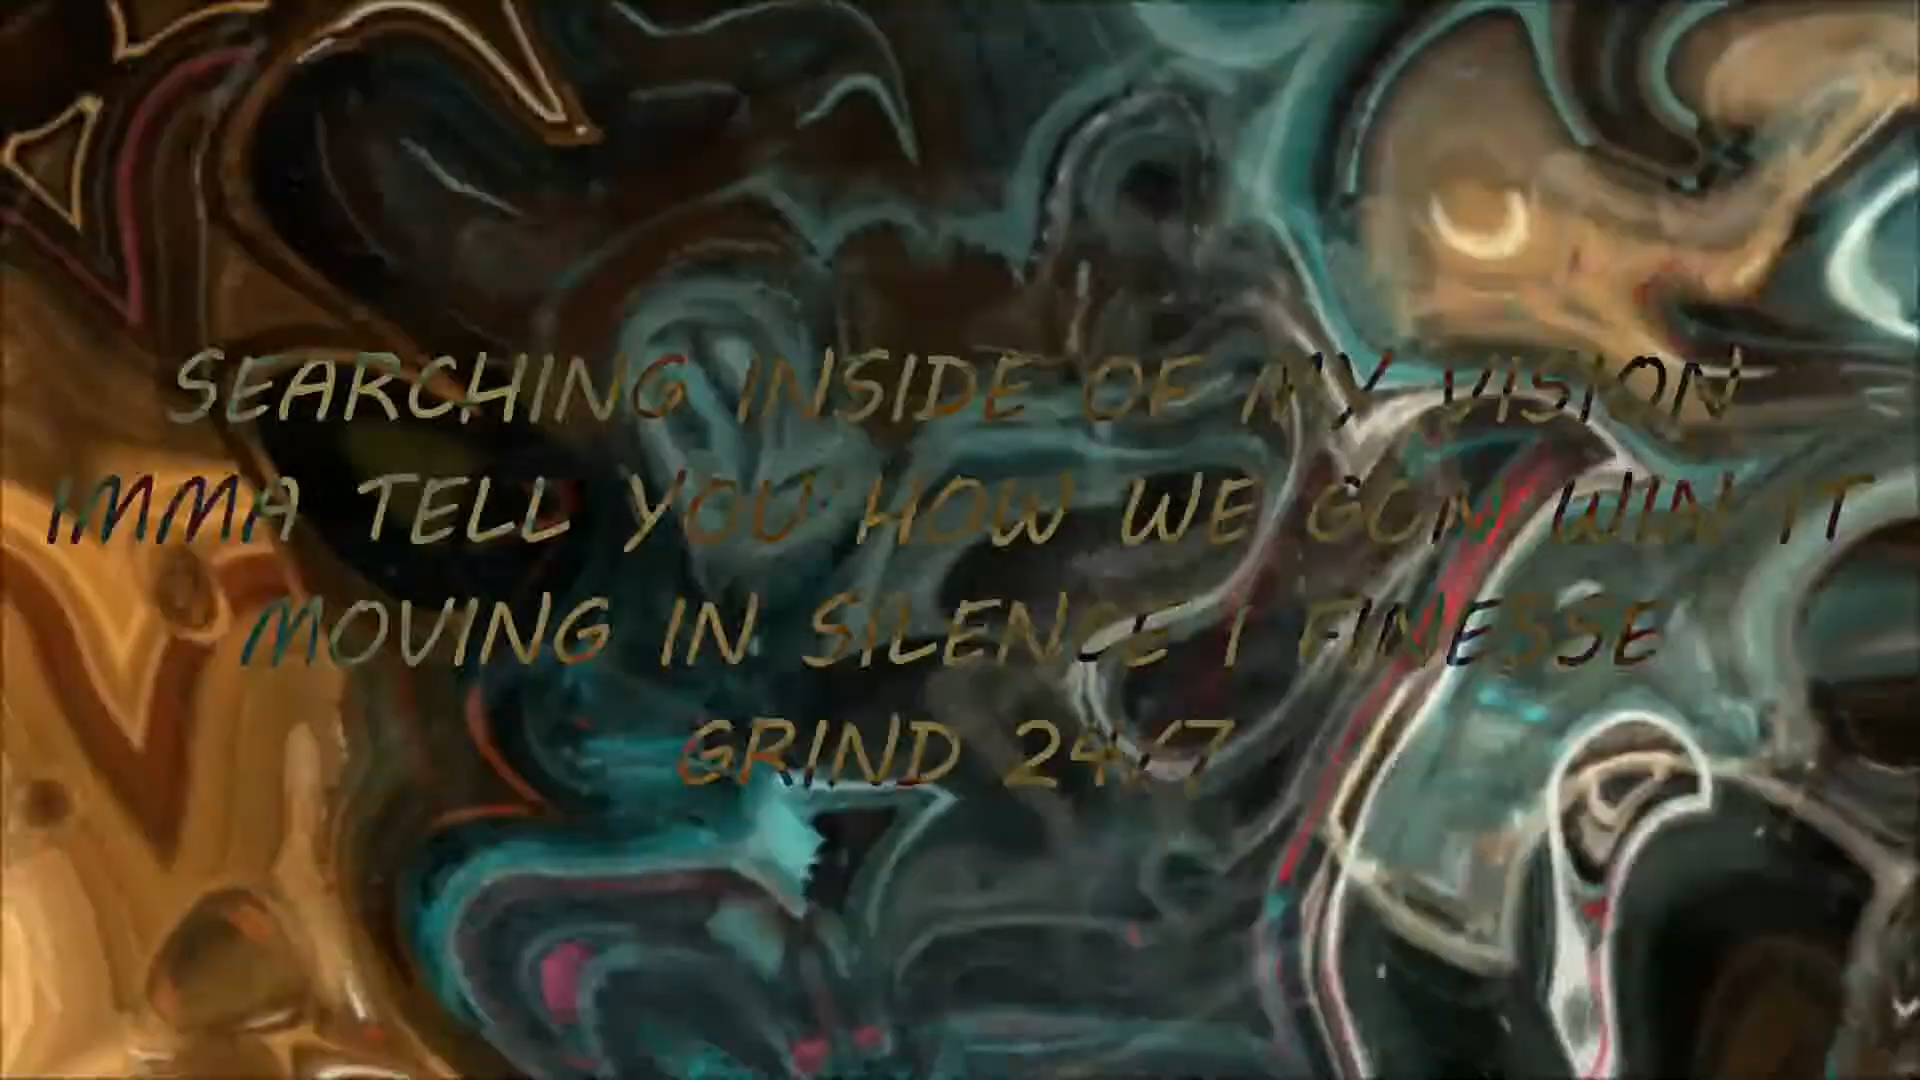 SEARCHING INSIDE OF MY VISION
IMMA TELL YOU HOW WE GON WIN IT
MOVING IN SILENCE I FINESSE
GRIND 24/7